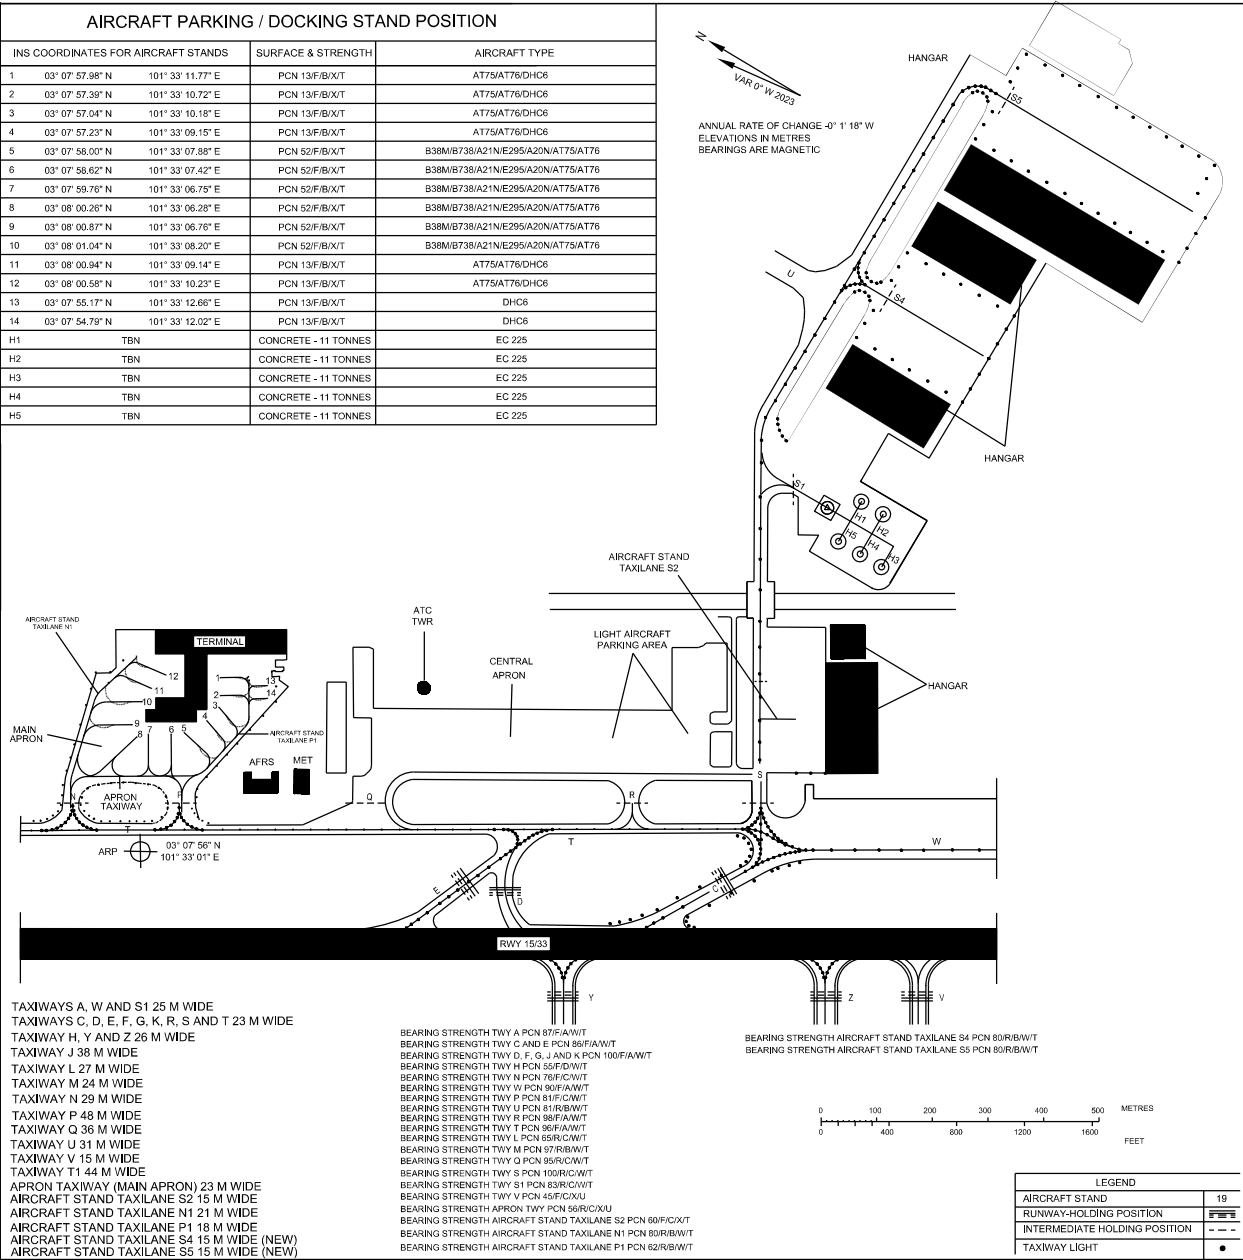 AIRCRAFT PARKING / DOCKING STAND POSITION
INS COORDINATES FOR AIRCRAFT STANDS SURFACE & STRENGTH AIRCRAFT TYPE
1 03° 07' 57.98" N 101° 33' 11.77" E PCN 13/F/B/X/T AT75/AT76/DHC6
2 03° 07' 57.39" N 101° 33' 10.72" E PCN 13/F/B/X/T AT75/AT76/DHC6
3 03° 07' 57.04" N 101° 33' 10.18" E PCN 13/F/B/X/T AT75/AT76/DHC6
4 03° 07' 57.23" N 101° 33' 09.15" E PCN 13/F/B/X/T AT75/AT76/DHC6
5 03° 07' 58.00" N 101° 33' 07.88" E PCN 52/F/B/X/T B38M/B738/A21N/E295/A20N/AT75/AT76
6 03° 07' 58.62" N 101° 33' 07.42" E PCN 52/F/B/X/T B38M/B738/A21N/E295/A20N/AT75/AT76
7 03° 07' 59.76" N 101° 33' 06.75" E PCN 52/F/B/X/T B38M/B738/A21N/E295/A20N/AT75/AT76
8 03° 08' 00.26" N 101° 33' 06.28" E PCN 52/F/B/X/T B38M/B738/A21N/E295/A20N/AT75/AT76
9 03° 08' 00.87" N 101° 33' 06.76" E PCN 52/F/B/X/T B38M/B738/A21N/E295/A20N/AT75/AT76
10 03° 08' 01.04" N 101° 33' 08.20" E PCN 52/F/B/X/T B38M/B738/A21N/E295/A20N/AT75/AT76
11 03° 08' 00.94" N 101° 33' 09.14" E PCN 13/F/B/X/T AT75/AT76/DHC6
12 03° 08' 00.58" N 101° 33' 10.23" E PCN 13/F/B/X/T AT75/AT76/DHC6
13 03° 07' 55.17" N 101° 33' 12.66" E PCN 13/F/B/X/T DHC6
14 03° 07' 54.79" N 101° 33' 12.02" E PCN 13/F/B/X/T DHC6
H1 TBN CONCRETE - 11 TONNES EC 225
H2 TBN CONCRETE - 11 TONNES EC 225
H3 TBN CONCRETE - 11 TONNES EC 225
H4 TBN CONCRETE - 11 TONNES EC 225
H5 TBN CONCRETE - 11 TONNES EC 225
N
VAR 0° W 2023
ANNUAL RATE OF CHANGE -0° 1' 18" W
ELEVATIONS IN METRES
BEARINGS ARE MAGNETIC
HANGAR
S5
U
S4
HANGAR
S1
H1
H2
H5
H4
H3
AIRCRAFT STAND
TAXILANE S2
AIRCRAFT STAND
TAXILANE N1
TERMINAL
ATC
TWR
LIGHT AIRCRAFT
PARKING AREA
CENTRAL
APRON
HANGAR
12
11
10
9
8
7
6
5
4
3
2
1
13
14
MAIN
APRON
AIRCRAFT STAND
TAXILANE P1
AFRS
MET
APRON
TAXIWAY
N
P
Q
R
S
T
T
W
ARP
03° 07' 56" N
101° 33' 01" E
E
D
C
RWY 15/33
Y
Z
V
TAXIWAYS A, W AND S1 25 M WIDE
TAXIWAYS C, D, E, F, G, K, R, S AND T 23 M WIDE
TAXIWAY H, Y AND Z 26 M WIDE
TAXIWAY J 38 M WIDE
TAXIWAY L 27 M WIDE
TAXIWAY M 24 M WIDE
TAXIWAY N 29 M WIDE
TAXIWAY P 48 M WIDE
TAXIWAY Q 36 M WIDE
TAXIWAY U 31 M WIDE
TAXIWAY V 15 M WIDE
TAXIWAY T1 44 M WIDE
APRON TAXIWAY (MAIN APRON) 23 M WIDE
AIRCRAFT STAND TAXILANE S2 15 M WIDE
AIRCRAFT STAND TAXILANE N1 21 M WIDE
AIRCRAFT STAND TAXILANE P1 18 M WIDE
AIRCRAFT STAND TAXILANE S4 15 M WIDE (NEW)
AIRCRAFT STAND TAXILANE S5 15 M WIDE (NEW)
BEARING STRENGTH TWY A PCN 87/F/A/W/T
BEARING STRENGTH TWY C AND E PCN 86/F/A/W/T
BEARING STRENGTH TWY D, F, G, J AND K PCN 100/F/A/W/T
BEARING STRENGTH TWY H PCN 55/F/D/W/T
BEARING STRENGTH TWY N PCN 76/F/C/W/T
BEARING STRENGTH TWY W PCN 90/F/A/W/T
BEARING STRENGTH TWY P PCN 81/F/C/W/T
BEARING STRENGTH TWY U PCN 81/R/B/W/T
BEARING STRENGTH TWY R PCN 98/F/A/W/T
BEARING STRENGTH TWY T PCN 96/F/A/W/T
BEARING STRENGTH TWY L PCN 65/R/C/W/T
BEARING STRENGTH TWY M PCN 97/R/B/W/T
BEARING STRENGTH TWY Q PCN 95/R/C/W/T
BEARING STRENGTH TWY S PCN 100/R/C/W/T
BEARING STRENGTH TWY S1 PCN 83/R/C/W/T
BEARING STRENGTH TWY V PCN 45/F/C/X/U
BEARING STRENGTH APRON TWY PCN 56/R/C/X/U
BEARING STRENGTH AIRCRAFT STAND TAXILANE S2 PCN 60/F/C/X/T
BEARING STRENGTH AIRCRAFT STAND TAXILANE N1 PCN 80/R/B/W/T
BEARING STRENGTH AIRCRAFT STAND TAXILANE P1 PCN 62/R/B/W/T
BEARING STRENGTH AIRCRAFT STAND TAXILANE S4 PCN 80/R/B/W/T
BEARING STRENGTH AIRCRAFT STAND TAXILANE S5 PCN 80/R/B/W/T
0 100 200 300 400 500 METRES
0 400 800 1200 1600
FEET
LEGEND
AIRCRAFT STAND 19
RUNWAY-HOLDING POSITION
INTERMEDIATE HOLDING POSITION
TAXIWAY LIGHT